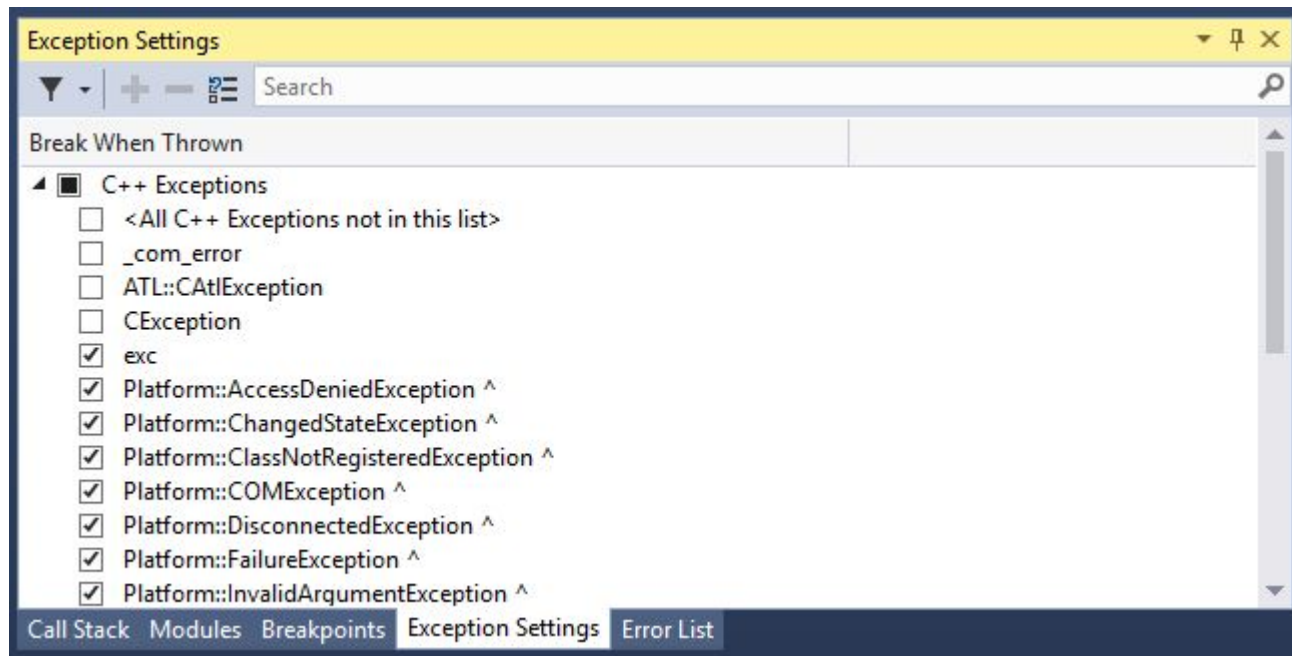 Exception Settings
Search
Break When Thrown
C++ Exceptions
<All C++ Exceptions not in this list>
_com_error
ATL::CAtlException
CException
exc
Platform::AccessDeniedException ^
Platform::ChangedStateException ^
Platform::ClassNotRegisteredException ^
Platform::COMException ^
Platform::DisconnectedException ^
Platform::FailureException ^
Platform::InvalidArgumentException ^
Call Stack Modules Breakpoints Exception Settings Error List